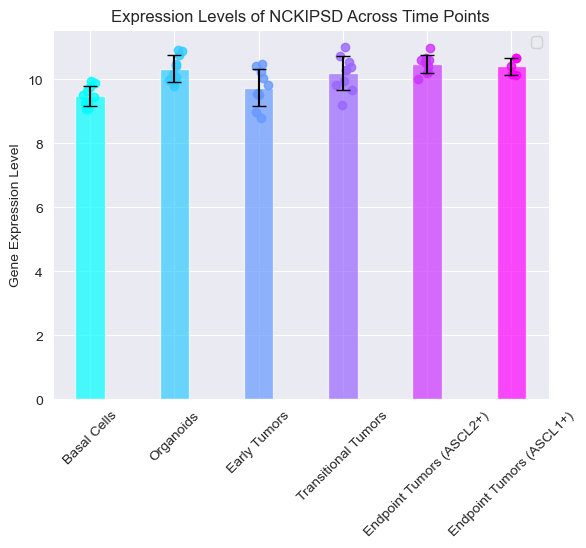 Expression Levels of NCKIPSD Across Time Points
Gene Expression Level
10
8
6
4
2
0
Basal Cells
Organoids
Early Tumors
Transitional Tumors
Endpoint Tumors (ASCL2+)
Endpoint Tumors (ASCL1+)